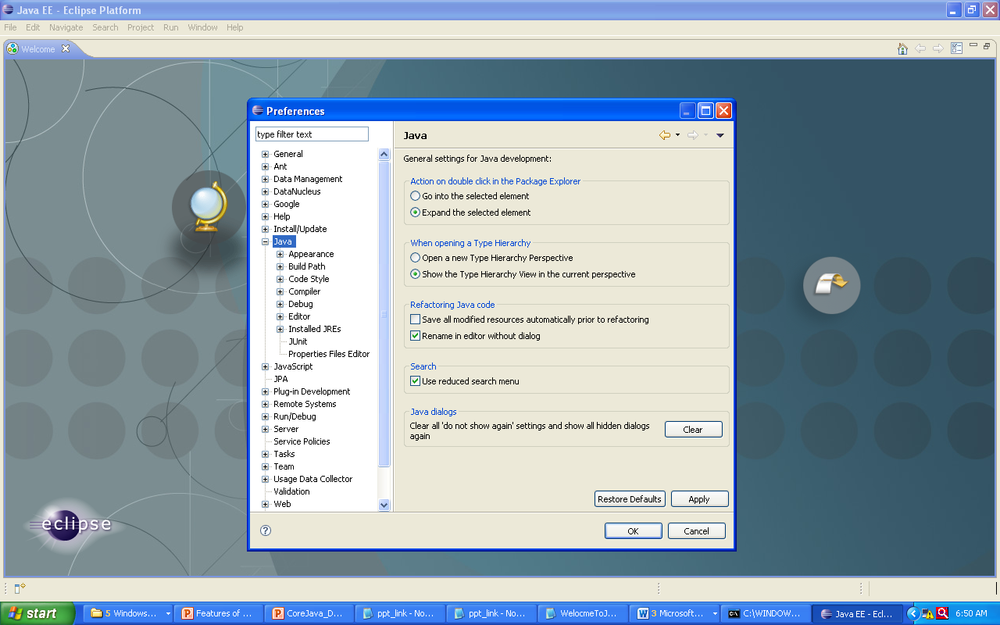 Java EE - Eclipse Platform
File Edit Navigate Search Project Run Window Help
Welcome
Preferences
type filter text
General
Ant
Data Management
DataNucleus
Google
Help
Install/Update
Java
Appearance
Build Path
Code Style
Compiler
Debug
Editor
Installed JREs
JUnit
Properties Files Editor
JavaScript
JPA
Plug-in Development
Remote Systems
Run/Debug
Server
Service Policies
Tasks
Team
Usage Data Collector
Validation
Web
Java
General settings for Java development:
Action on double click in the Package Explorer
Go into the selected element
Expand the selected element
When opening a Type Hierarchy
Open a new Type Hierarchy Perspective
Show the Type Hierarchy View in the current perspective
Refactoring Java code
Save all modified resources automatically prior to refactoring
Rename in editor without dialog
Search
Use reduced search menu
Java dialogs
Clear all 'do not show again' settings and show all hidden dialogs
again
Clear
Restore Defaults Apply
OK Cancel
eclipse
start 5 Windows... Features of ... CoreJava_D... ppt_link - No... ppt_link - No... WelocmeToJ... 3 Microsoft... C:\WINDOW... Java EE - Ecl... 6:50 AM